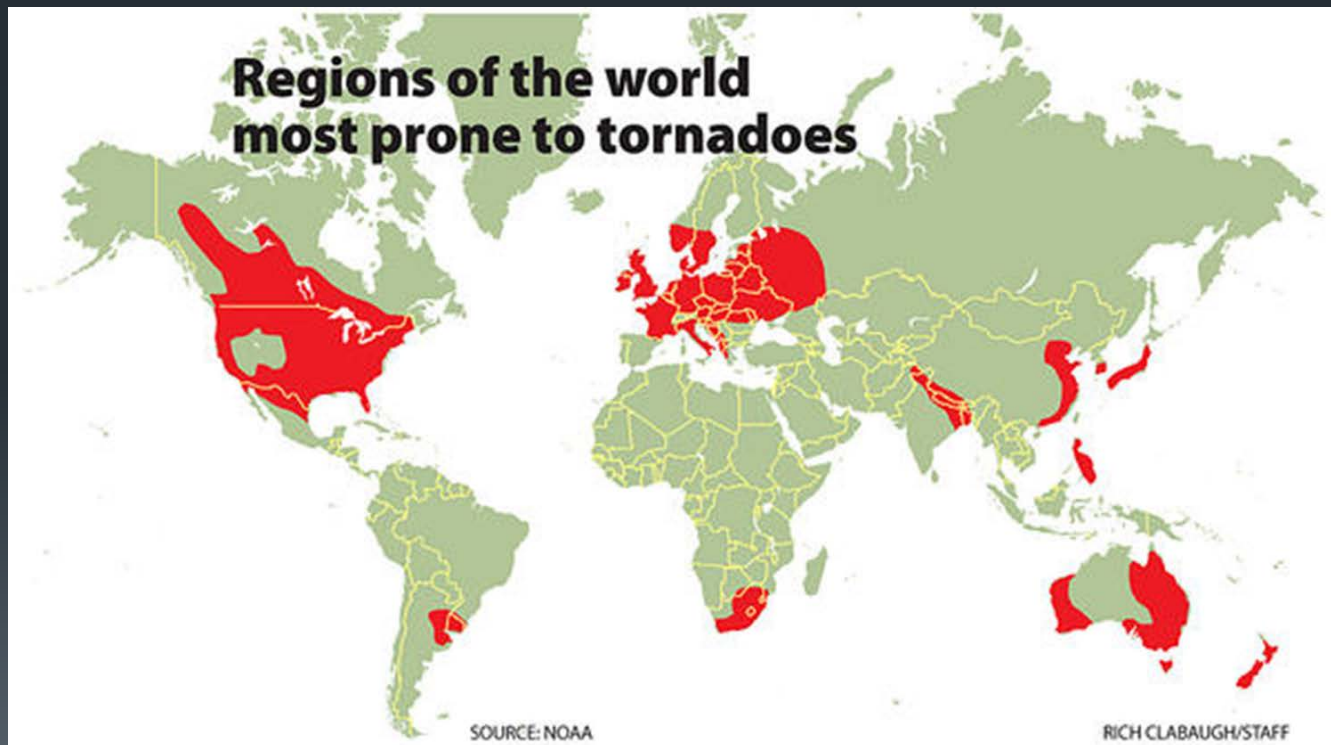 Regions of the world
most prone to tornadoes
SOURCE: NOAA
RICH CLABAUGH/STAFF